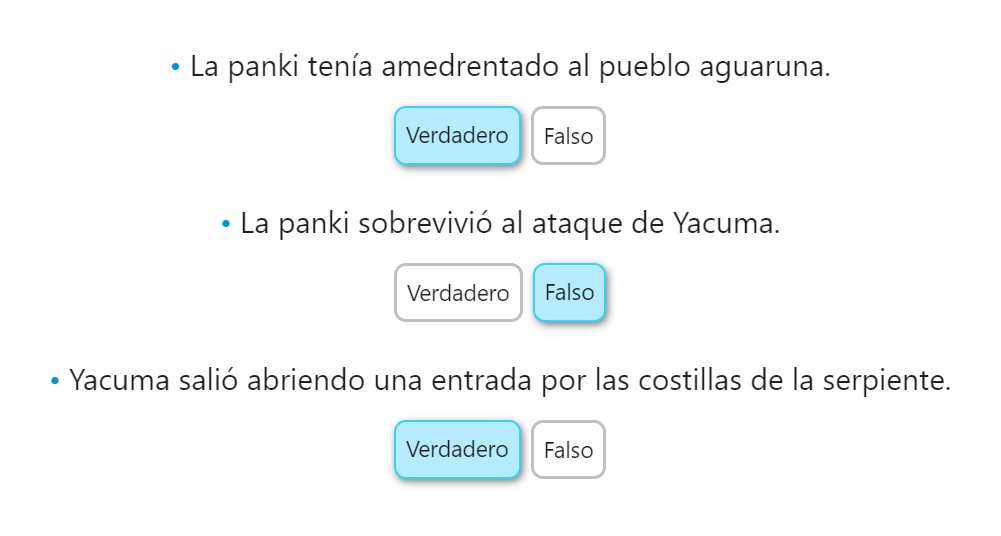 • La panki tenía amedrentado al pueblo aguaruna.
Verdadero Falso
• La panki sobrevivió al ataque de Yacuma.
Verdadero Falso
• Yacuma salió abriendo una entrada por las costillas de la serpiente.
Verdadero Falso